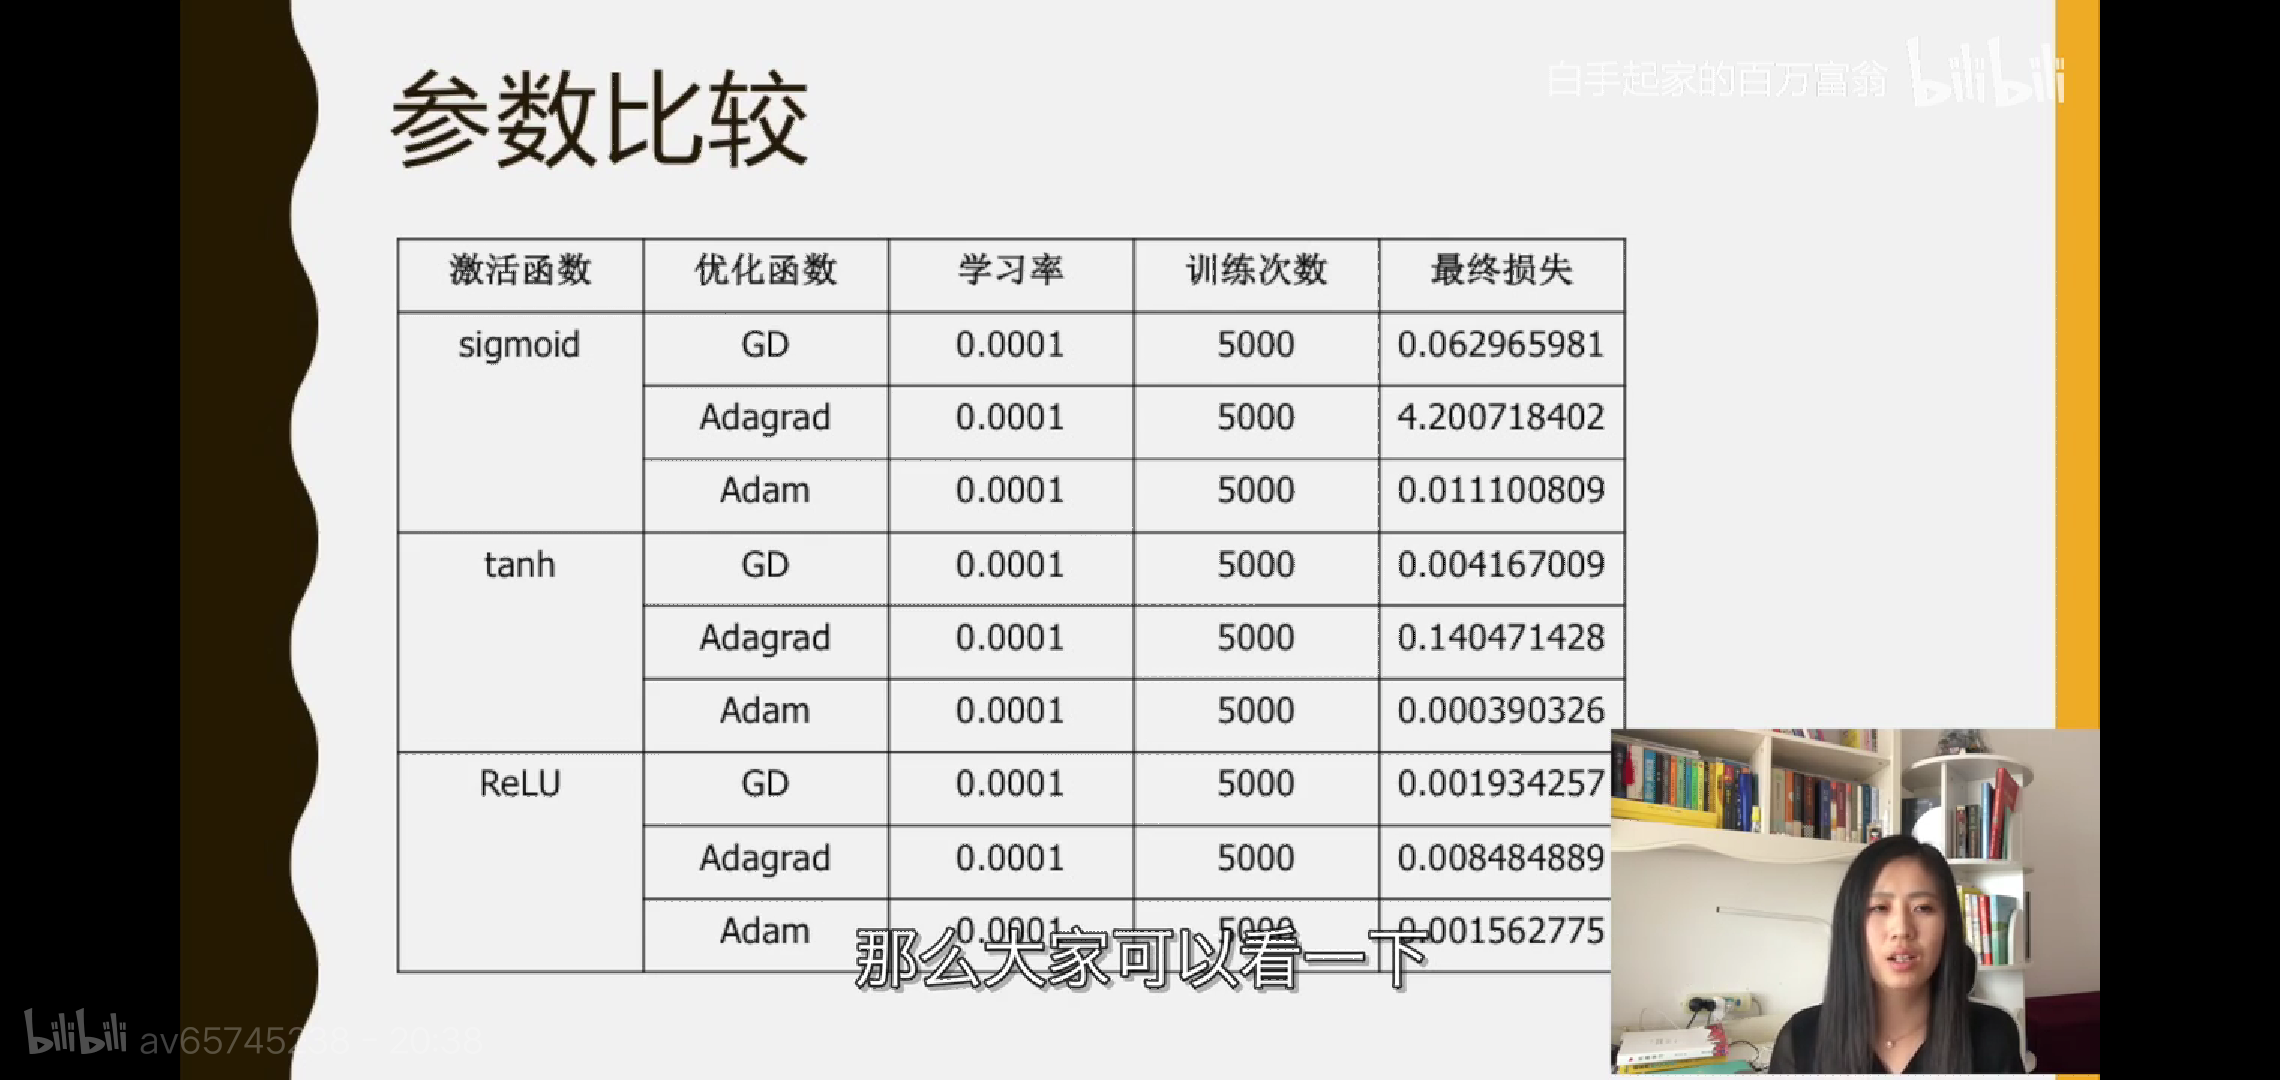 参数比较
白手起家的百万富翁 bilibili
激活函数 优化函数 学习率 训练次数 最终损失
sigmoid GD 0.0001 5000 0.062965981
Adagrad 0.0001 5000 4.200718402
Adam 0.0001 5000 0.011100809
tanh GD 0.0001 5000 0.004167009
Adagrad 0.0001 5000 0.140471428
Adam 0.0001 5000 0.000390326
ReLU GD 0.0001 5000 0.001934257
Adagrad 0.0001 5000 0.008484889
Adam 0.0001 5000 0.001562775
那么大家可以看一下
bilibili av65745238 - 20:38